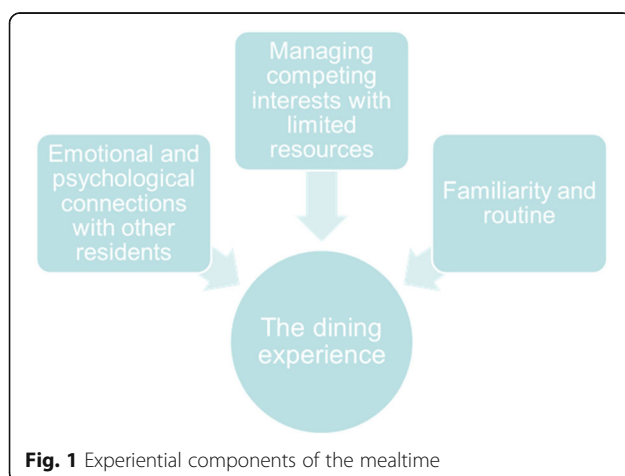 Managing
competing
interests with
limited
resources
Emotional and
psychological
connections
with other
residents
Familiarity and
routine
The dining
experience
Fig. 1 Experiential components of the mealtime